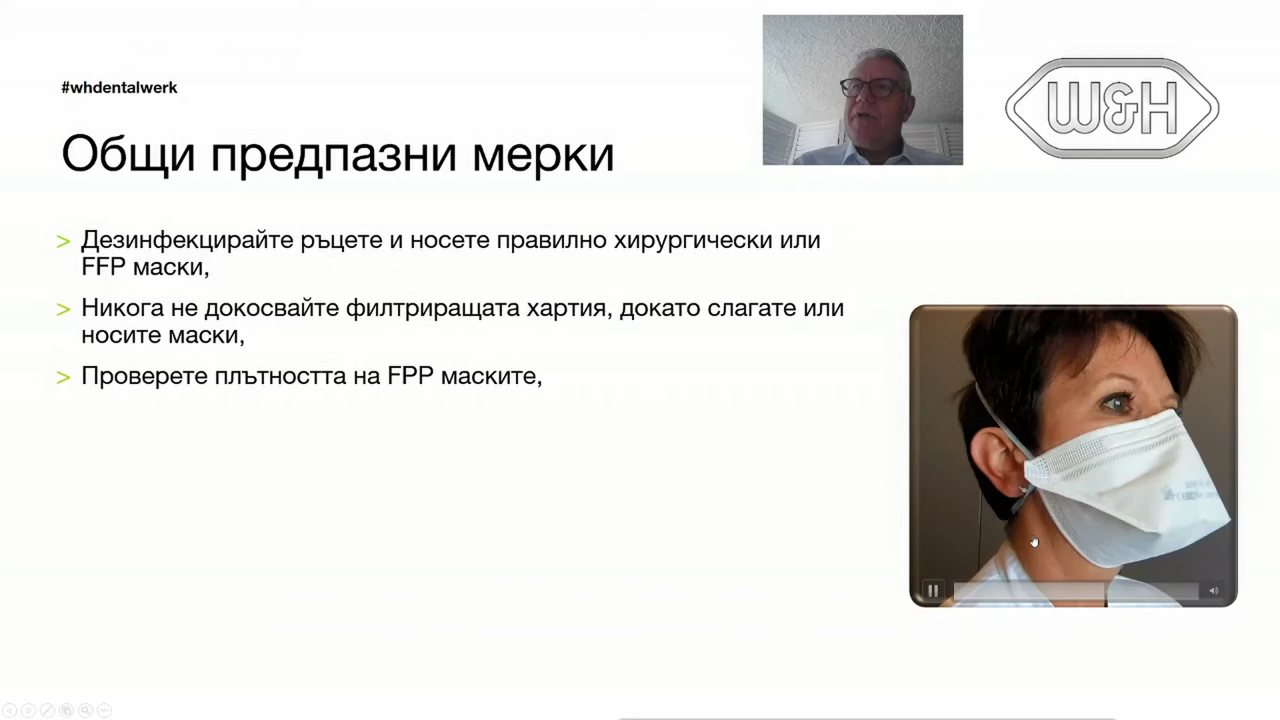 #whdentalwerk
W&H
Общи предпазни мерки
> Дезинфекцирайте ръцете и носете правилно хирургически или
FFP маски,
> Никога не докосвайте филтриращата хартия, докато слагате или
носите маски,
> Проверете плътността на FPP маските,